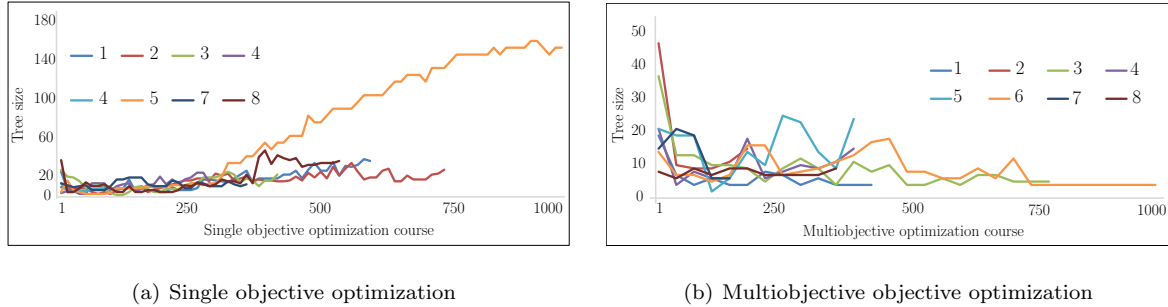 180
140
100
60
20
0
Tree size
1 2 3 4
4 5 7 8
1 250 500 750 1000
Single objective optimization course
(a) Single objective optimization
50
40
30
20
10
0
Tree size
1 2 3 4
5 6 7 8
1 250 500 750 1000
Multiobjective optimization course
(b) Multiobjective objective optimization